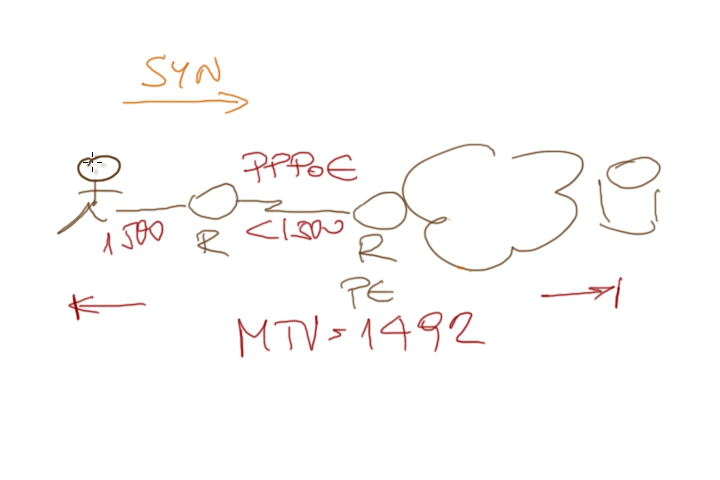 SYN
PPPoE
1500
<1500
R
R
PE
MTU=1492